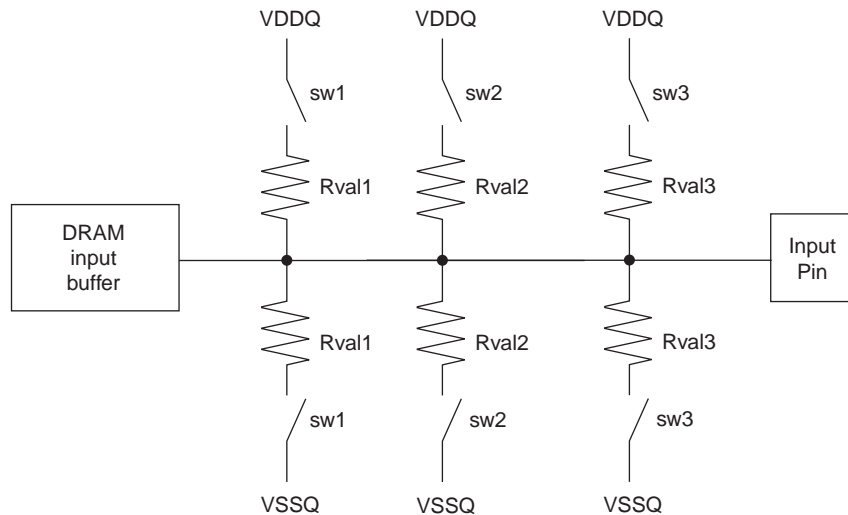 VDDQ VDDQ VDDQ
sw1 sw2 sw3
Rval1 Rval2 Rval3
DRAM
input
buffer
Input
Pin
Rval1 Rval2 Rval3
sw1 sw2 sw3
VSSQ VSSQ VSSQ